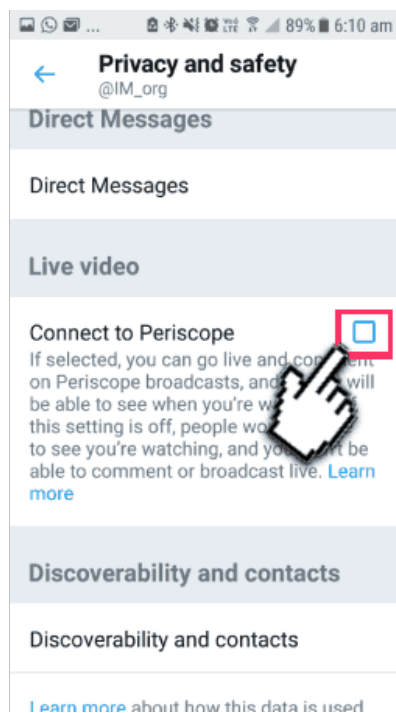 ... 89% 6:10 am
Privacy and safety
@IM_org
Direct Messages
Direct Messages
Live video
Connect to Periscope
If selected, you can go live and
on Periscope broadcasts, and will
be able to see when you're
this setting is off, people
to see you're watching, and be
able to comment or broadcast live. Learn
more
Discoverability and contacts
Discoverability and contacts
Learn more about how this data is used